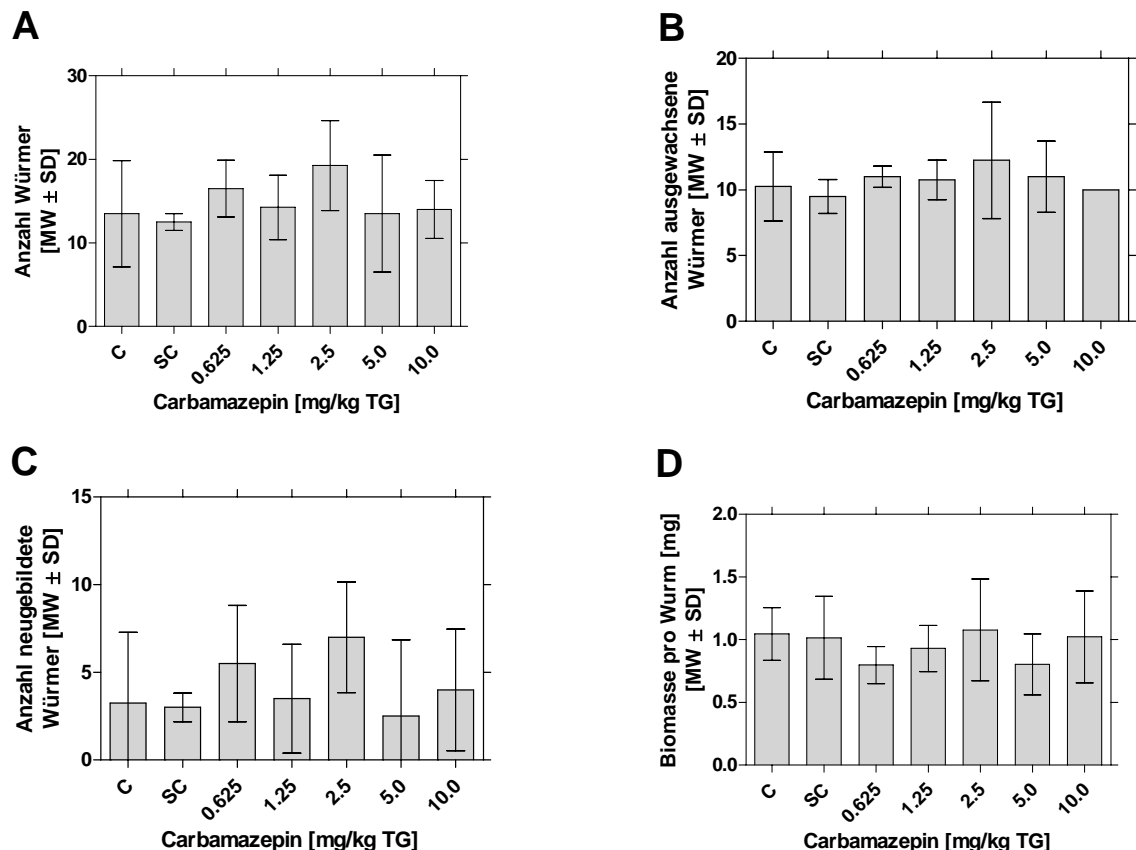 A
Anzahl Würmer
[MW ± SD]
30
20
10
0
C
SC
0.625
1.25
2.5
5.0
10.0
Carbamazepin [mg/kg TG]
B
Anzahl ausgewachsene
Würmer [MW ± SD]
20
15
10
5
0
C
SC
0.625
1.25
2.5
5.0
10.0
Carbamazepin [mg/kg TG]
C
Anzahl neugebildete
Würmer [MW ± SD]
15
10
5
0
C
SC
0.625
1.25
2.5
5.0
10.0
Carbamazepin [mg/kg TG]
D
Biomasse pro Wurm [mg]
[MW ± SD]
2.0
1.5
1.0
0.5
0.0
C
SC
0.625
1.25
2.5
5.0
10.0
Carbamazepin [mg/kg TG]